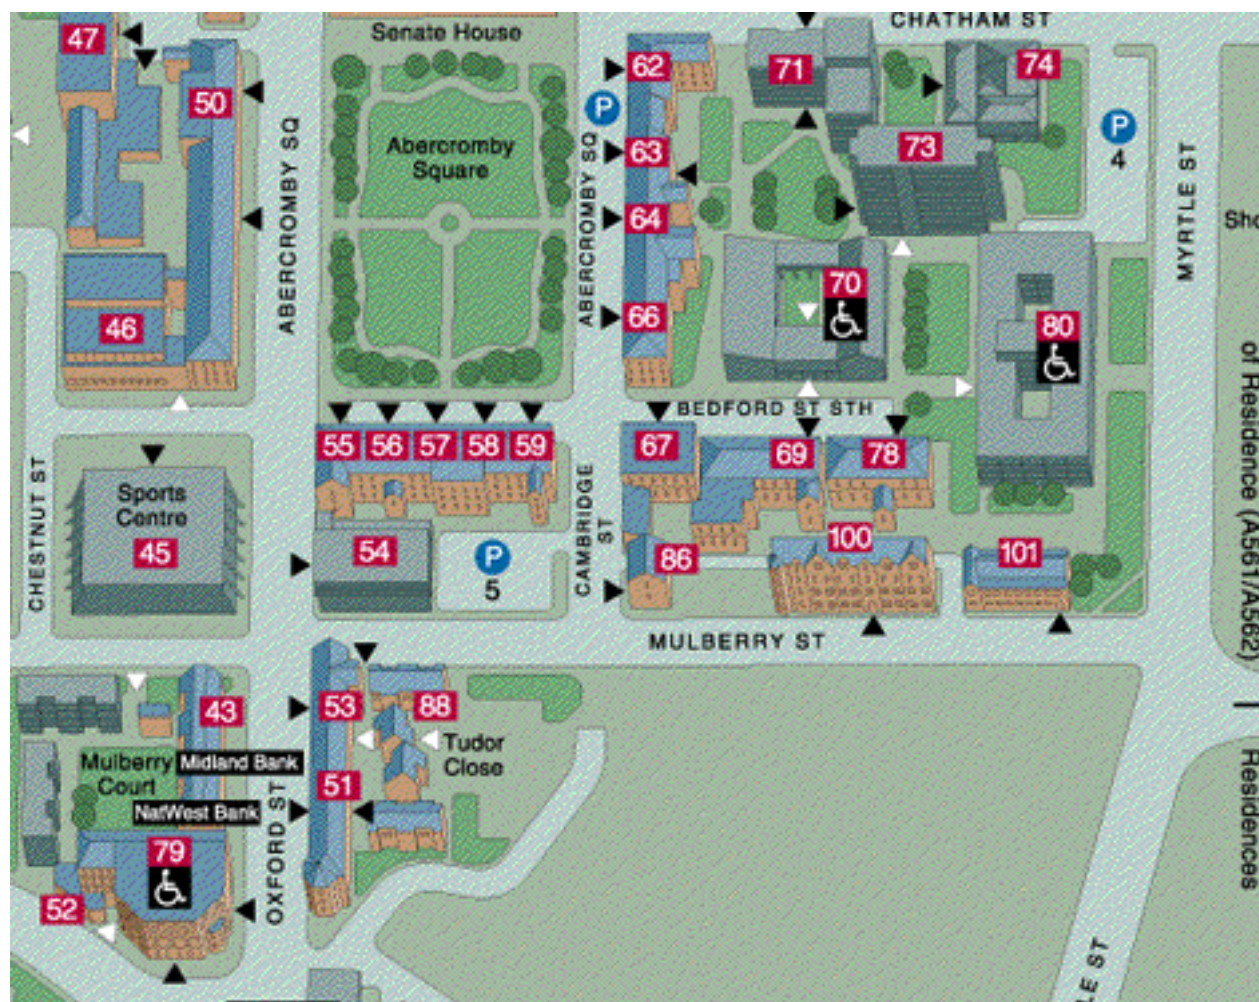 CHATHAM ST
Senate House
47
62
71
74
50
P
P
4
73
Abercromby
Square
63
ABERCROMBY SQ
ABERCROMBY SQ
MYRTLE ST
64
Sho
70
46
66
80
of Residence (A561/A562)
BEDFORD ST STH
55
56
57
58
59
67
69
78
CHESTNUT ST
Sports
Centre
45
54
P
5
CAMBRIDGE
ST
86
100
101
MULBERRY ST
43
53
88
Mulberry
Court
Midland Bank
Tudor
Close
51
NatWest Bank
OXFORD ST
79
52
Residences
LE ST